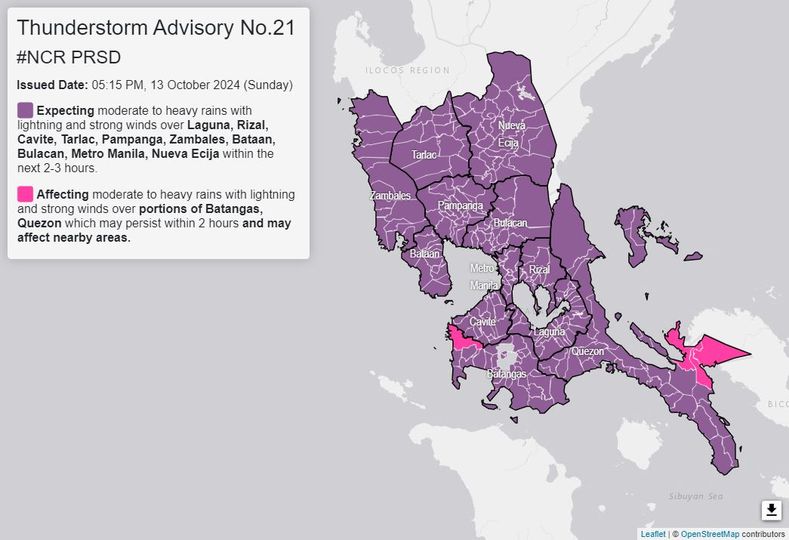 Thunderstorm Advisory No.21
#NCR PRSD
Issued Date: 05:15 PM, 13 October 2024 (Sunday)
Expecting moderate to heavy rains with
lightning and strong winds over Laguna, Rizal,
Cavite, Tarlac, Pampanga, Zambales, Bataan,
Bulacan, Metro Manila, Nueva Ecija within the
next 2-3 hours.
Affecting moderate to heavy rains with lightning
and strong winds over portions of Batangas,
Quezon which may persist within 2 hours and may
affect nearby areas.
ILOCOS REGION
Nueva
Ecija
Tarlac
Zambales
Pampanga
Bulacan
Bataan
Metro
Manila
Rizal
Cavite
Laguna
Quezon
Batangas
BICO
Sibuyan Sea
Leaflet | © OpenStreetMap contributors